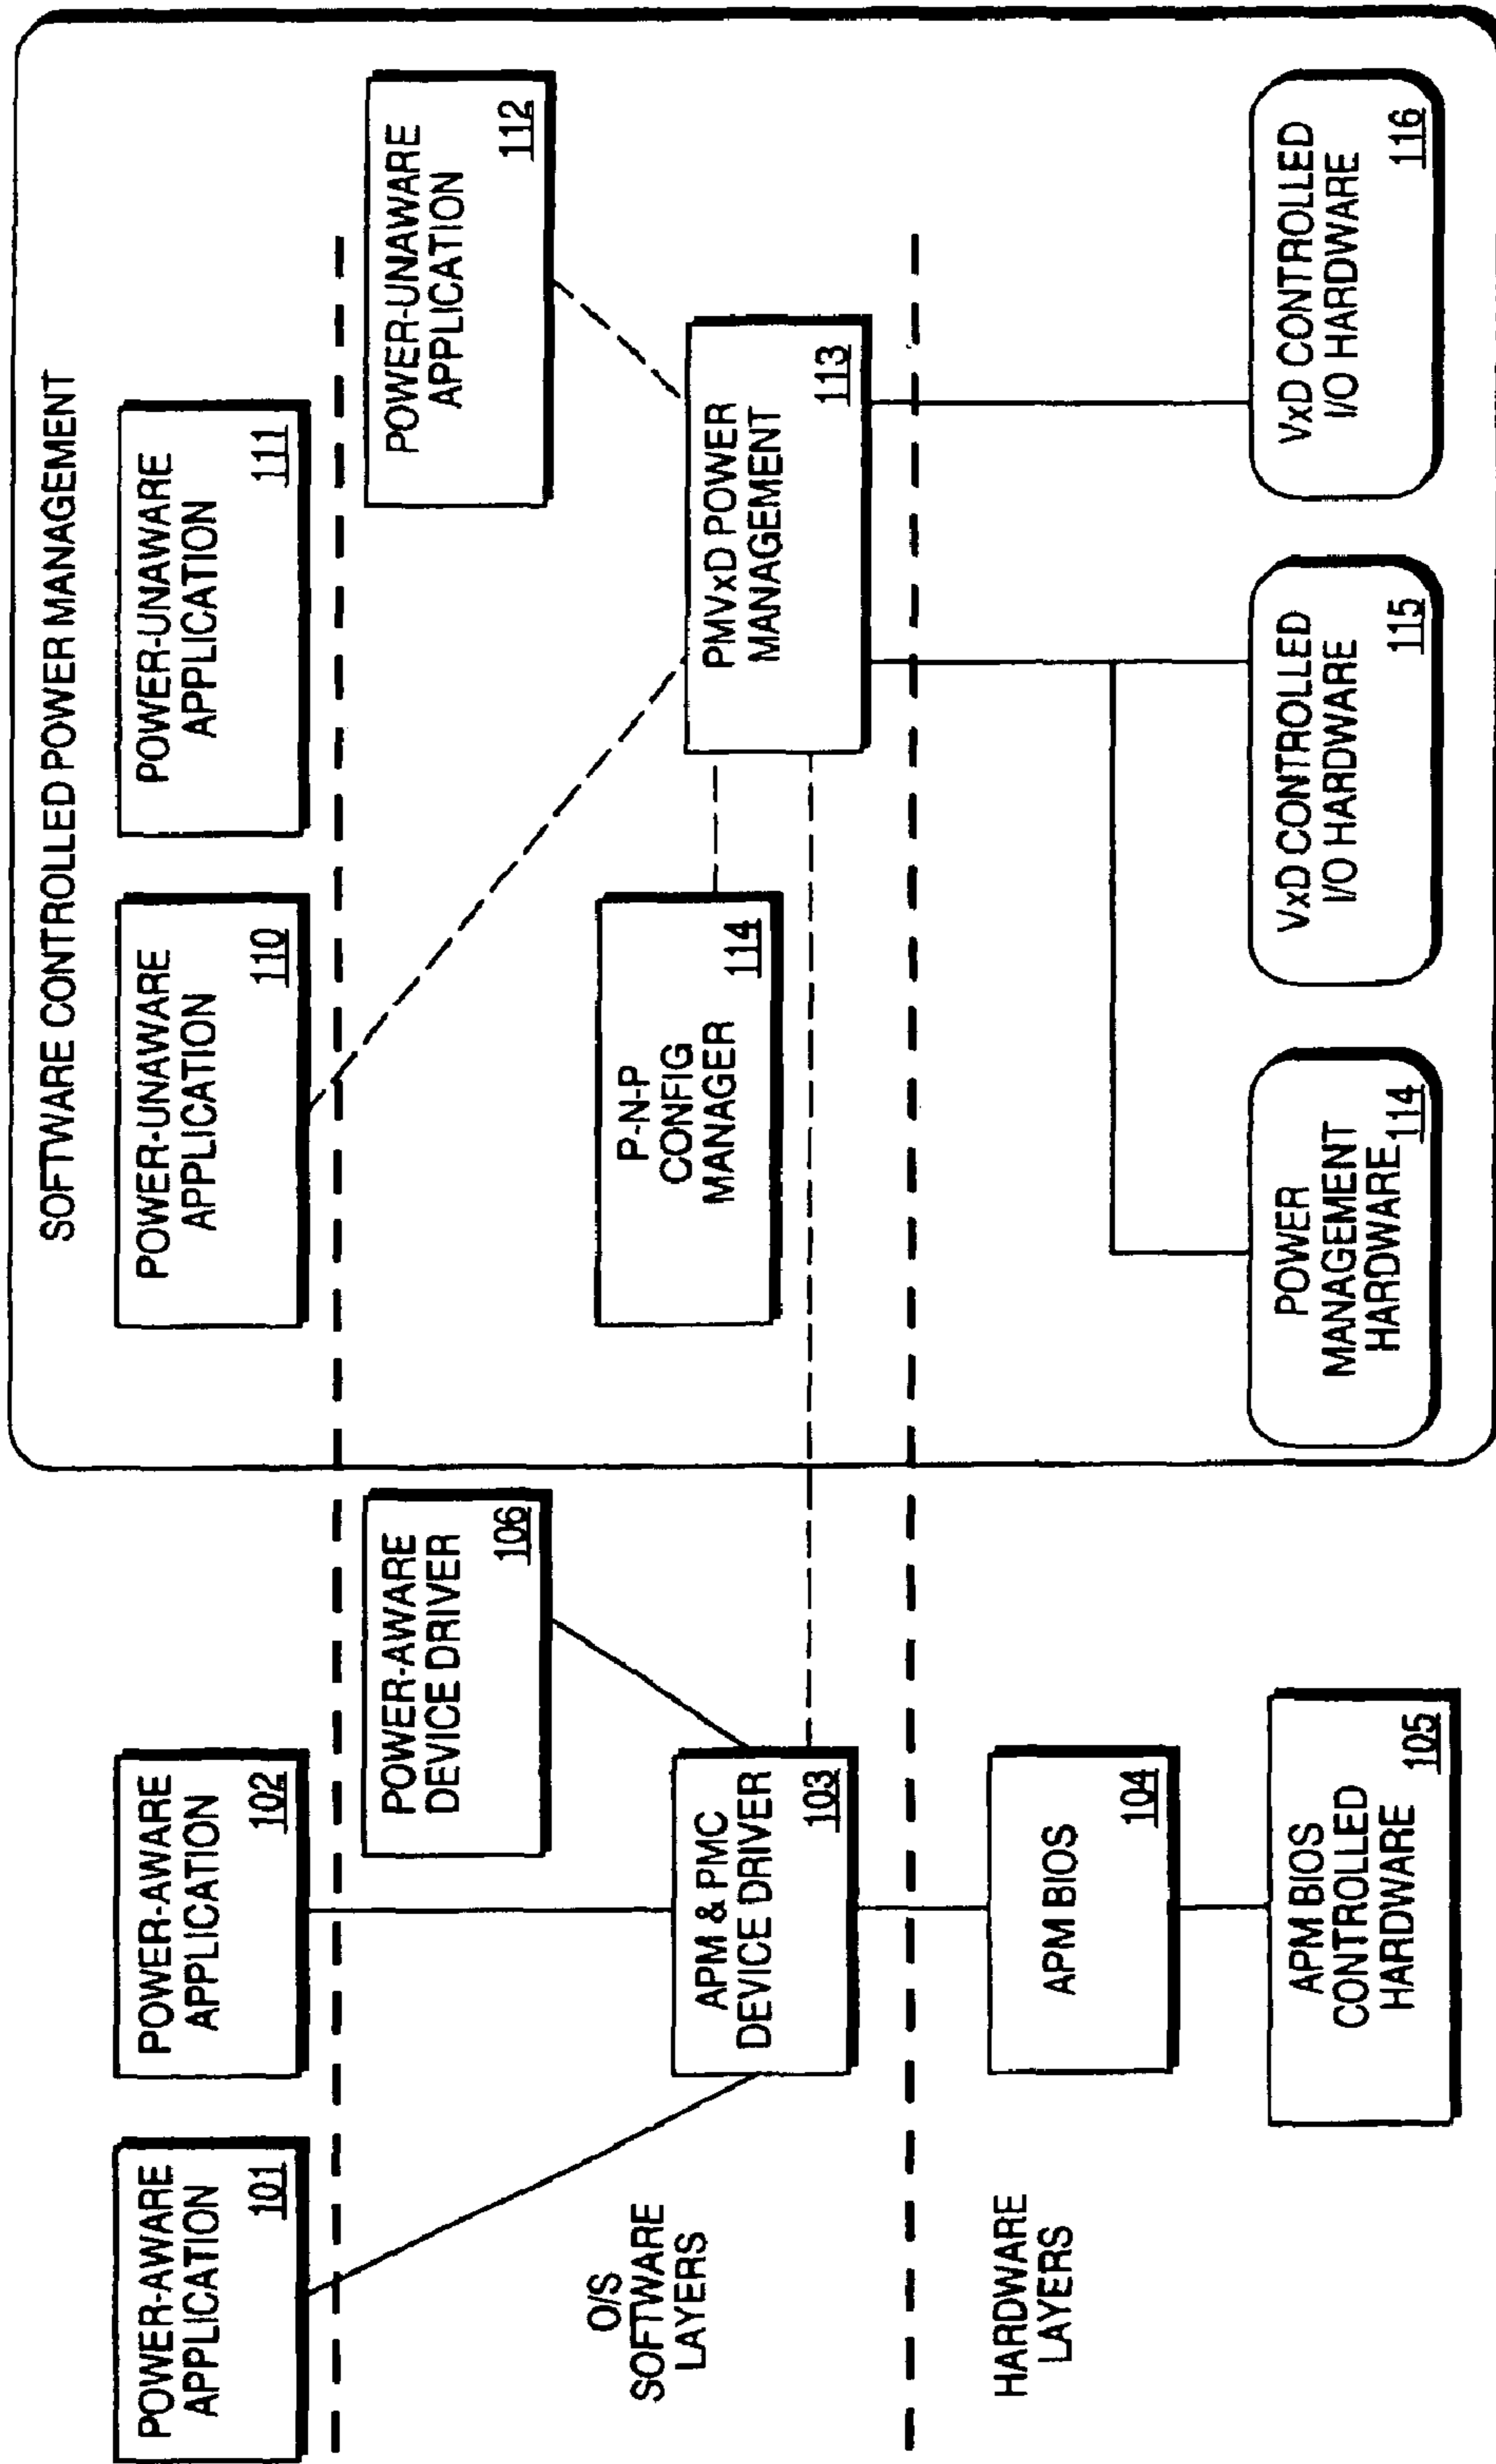 SOFTWARE CONTROLLED POWER MANAGEMENT
POWER-AWARE
APPLICATION
101
POWER-AWARE
APPLICATION
102
POWER-UNAWARE
APPLICATION
110
POWER-UNAWARE
APPLICATION
111
POWER-AWARE
DEVICE DRIVER
106
POWER-UNAWARE
APPLICATION
112
O/S
SOFTWARE
LAYERS
APM & PMC
DEVICE DRIVER
103
P-N-P
CONFIG
MANAGER
114
PMVxD POWER
MANAGEMENT
113
HARDWARE
LAYERS
APM BIOS
104
APM BIOS
CONTROLLED
HARDWARE
105
POWER
MANAGEMENT
HARDWARE
114
VxD CONTROLLED
I/O HARDWARE
115
VxD CONTROLLED
I/O HARDWARE
116